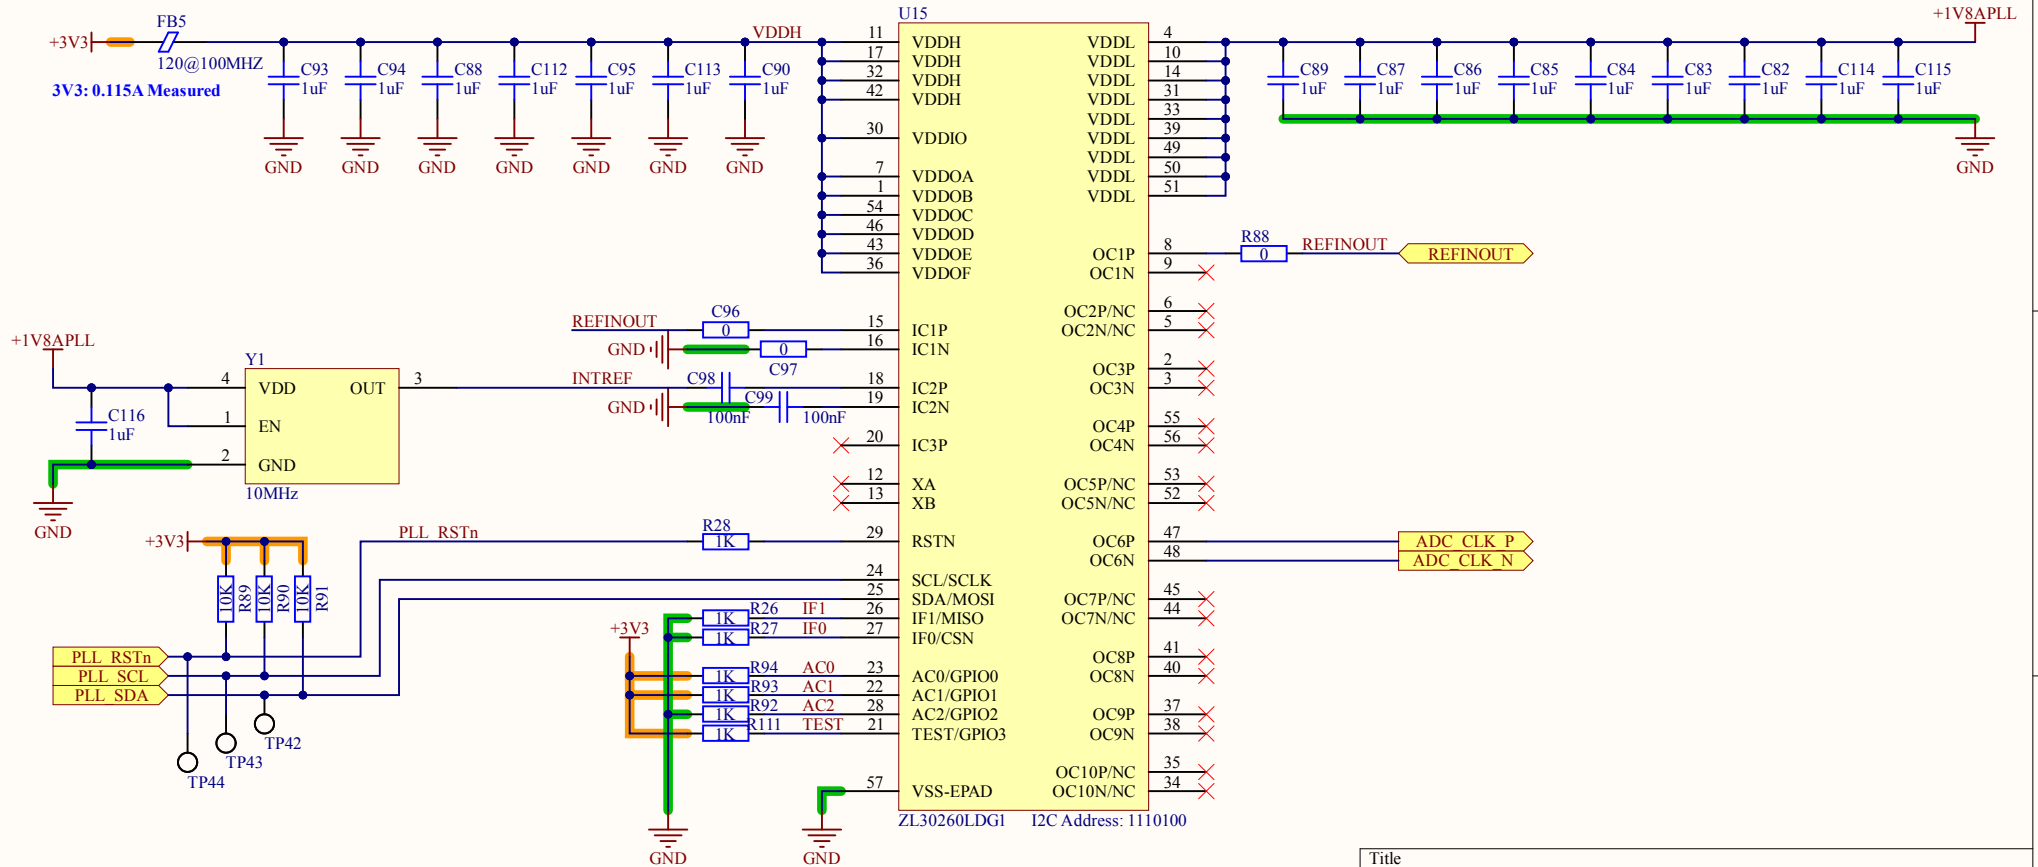 FB5
+3V3
120@100MHZ
3V3: 0.115A Measured
C93
1uF
C94
1uF
C88
1uF
C112
1uF
C95
1uF
C113
1uF
C90
1uF
VDDH
GND
GND
GND
GND
GND
GND
GND
U15
11 VDDH
17 VDDH
32 VDDH
42 VDDH
30 VDDIO
7 VDDOA
1 VDDOB
54 VDDOC
46 VDDOD
43 VDDOE
36 VDDOF
15 IC1P
16 IC1N
18 IC2P
19 IC2N
20 IC3P
12 XA
13 XB
29 RSTN
24 SCL/SCLK
25 SDA/MOSI
26 IF1/MISO
27 IF0/CSN
23 AC0/GPIO0
22 AC1/GPIO1
28 AC2/GPIO2
21 TEST/GPIO3
57 VSS-EPAD
VDDL 4
VDDL 10
VDDL 14
VDDL 31
VDDL 33
VDDL 39
VDDL 49
VDDL 50
VDDL 51
OC1P 8
OC1N 9
OC2P/NC 6
OC2N/NC 5
OC3P 2
OC3N 3
OC4P 55
OC4N 56
OC5P/NC 53
OC5N/NC 52
OC6P 47
OC6N 48
OC7P/NC 45
OC7N/NC 44
OC8P 41
OC8N 40
OC9P 37
OC9N 38
OC10P/NC 35
OC10N/NC 34
ZL30260LDG1
I2C Address: 1110100
+1V8APLL
C89
1uF
C87
1uF
C86
1uF
C85
1uF
C84
1uF
C83
1uF
C82
1uF
C114
1uF
C115
1uF
GND
R88
0
REFINOUT
REFINOUT
ADC_CLK_P
ADC_CLK_N
REFINOUT
C96
0
GND
0
C97
INTREF
C98
100nF
GND
C99
100nF
+1V8APLL
Y1
4 VDD
1 EN
2 GND
OUT 3
10MHz
C116
1uF
GND
+3V3
10K
R89
10K
R90
10K
R91
PLL_RSTn
R28
1K
PLL_RSTn
PLL_SCL
PLL_SDA
TP42
TP43
TP44
+3V3
1K R26 IF1
1K R27 IF0
1K R94 AC0
1K R93 AC1
1K R92 AC2
1K R111 TEST
GND
GND
Title